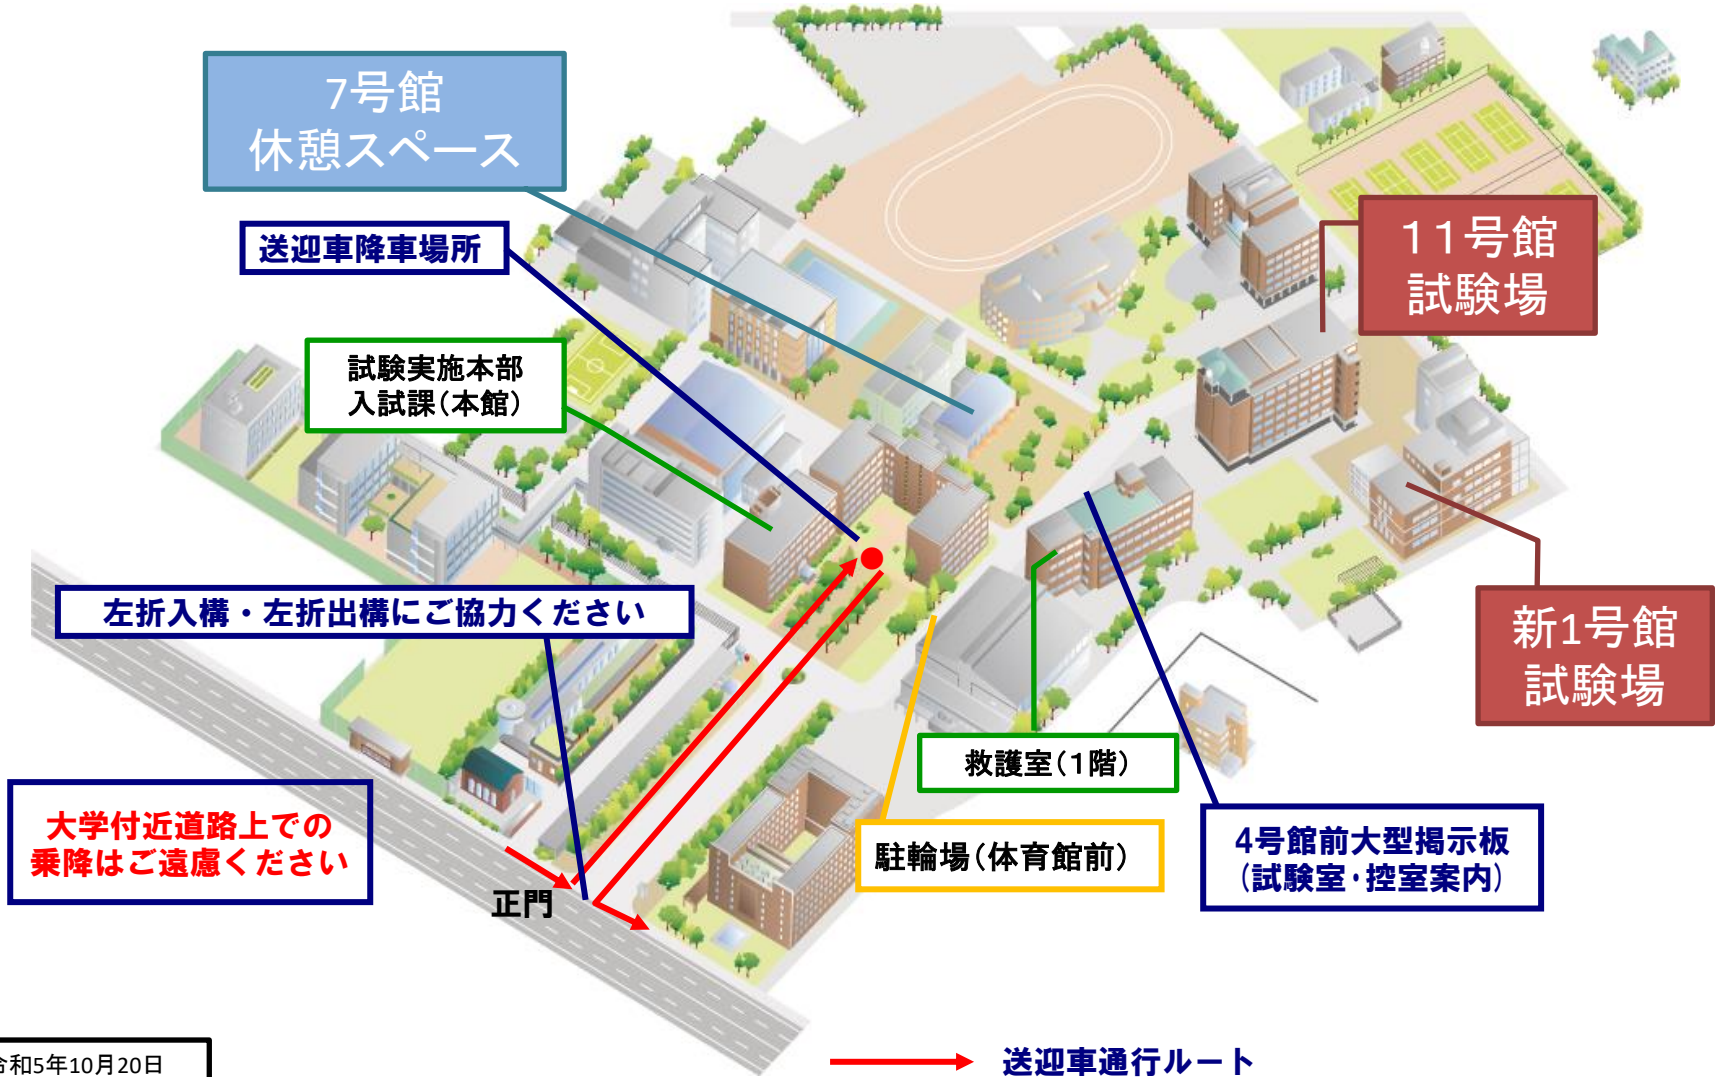 7号館
休憩スペース
送迎車降車場所
11号館
試験場
試験実施本部
入試課(本館)
左折入構・左折出構にご協力ください
新1号館
試験場
救護室(1階)
大学付近道路上での
乗降はご遠慮ください
駐輪場(体育館前)
4号館前大型掲示板
(試験室・控室案内)
正門
令和5年10月20日
送迎車通行ルート